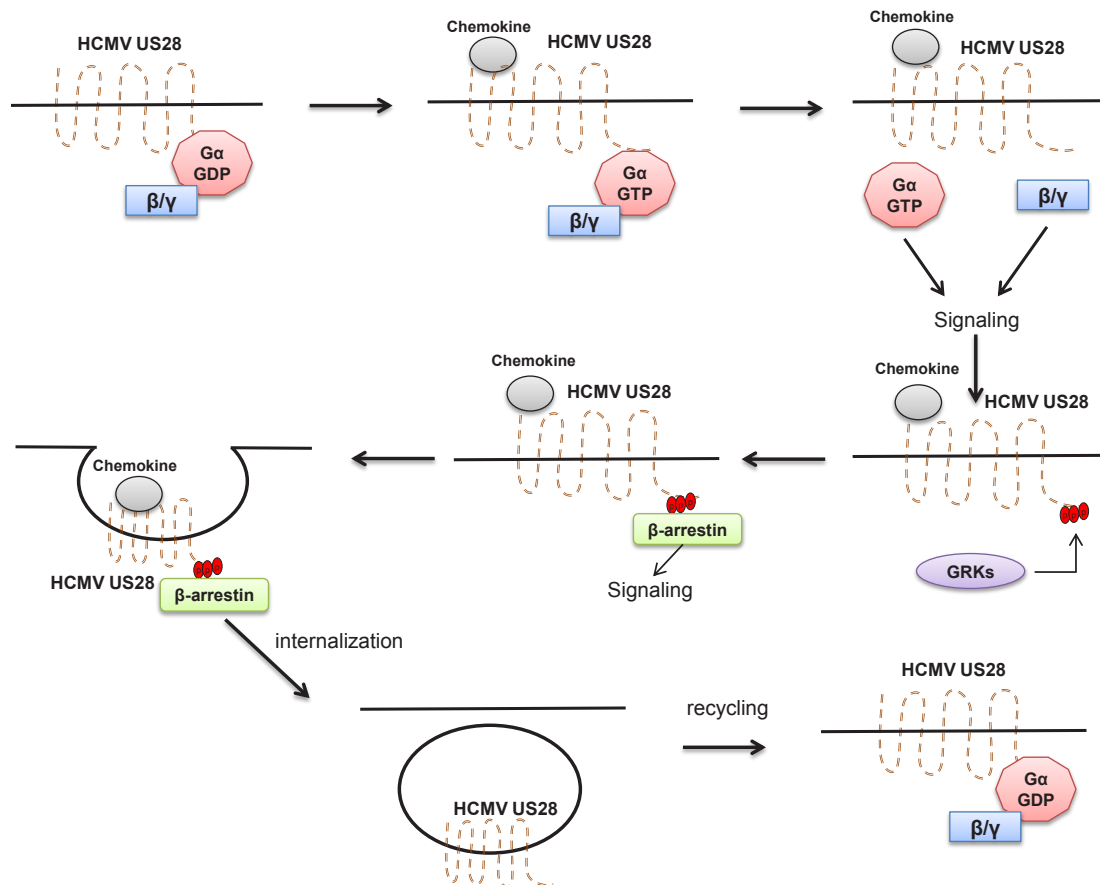 HCMV US28
Gα
GDP
β/γ
Chemokine
HCMV US28
Gα
GTP
β/γ
Chemokine
HCMV US28
Gα
GTP
β/γ
Signaling
Chemokine
HCMV US28
P P P
GRKs
Chemokine
HCMV US28
P P P
β-arrestin
Signaling
Chemokine
HCMV US28
P P P
β-arrestin
internalization
HCMV US28
recycling
HCMV US28
Gα
GDP
β/γ